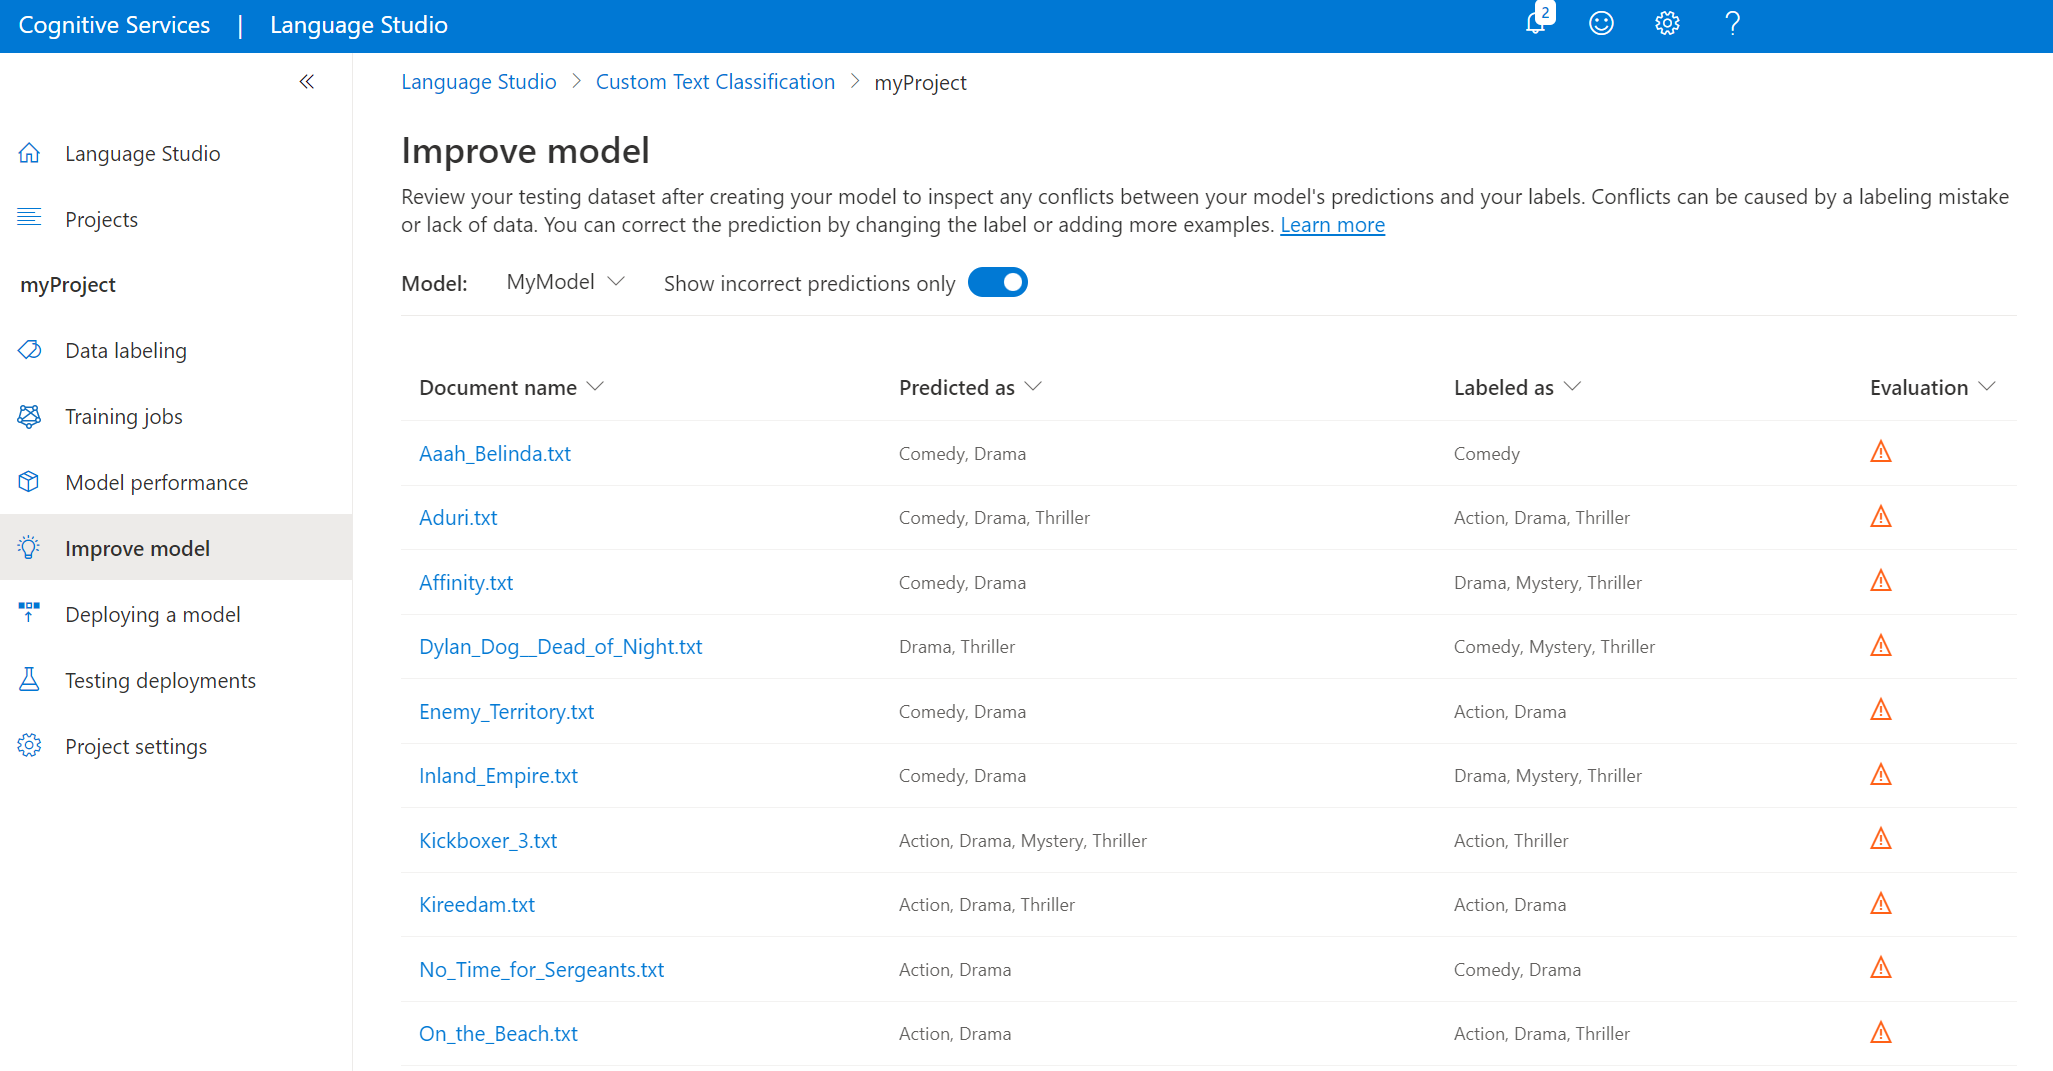 Cognitive Services | Language Studio 2
Language Studio > Custom Text Classification > myProject
Language Studio
Projects
myProject
Data labeling
Training jobs
Model performance
Improve model
Deploying a model
Testing deployments
Project settings
Improve model
Review your testing dataset after creating your model to inspect any conflicts between your model's predictions and your labels. Conflicts can be caused by a labeling mistake
or lack of data. You can correct the prediction by changing the label or adding more examples. Learn more
Model: MyModel Show incorrect predictions only
Document name Predicted as Labeled as Evaluation
Aaah_Belinda.txt Comedy, Drama Comedy
Aduri.txt Comedy, Drama, Thriller Action, Drama, Thriller
Affinity.txt Comedy, Drama Drama, Mystery, Thriller
Dylan_Dog__Dead_of_Night.txt Drama, Thriller Comedy, Mystery, Thriller
Enemy_Territory.txt Comedy, Drama Action, Drama
Inland_Empire.txt Comedy, Drama Drama, Mystery, Thriller
Kickboxer_3.txt Action, Drama, Mystery, Thriller Action, Thriller
Kireedam.txt Action, Drama, Thriller Action, Drama
No_Time_for_Sergeants.txt Action, Drama Comedy, Drama
On_the_Beach.txt Action, Drama Action, Drama, Thriller